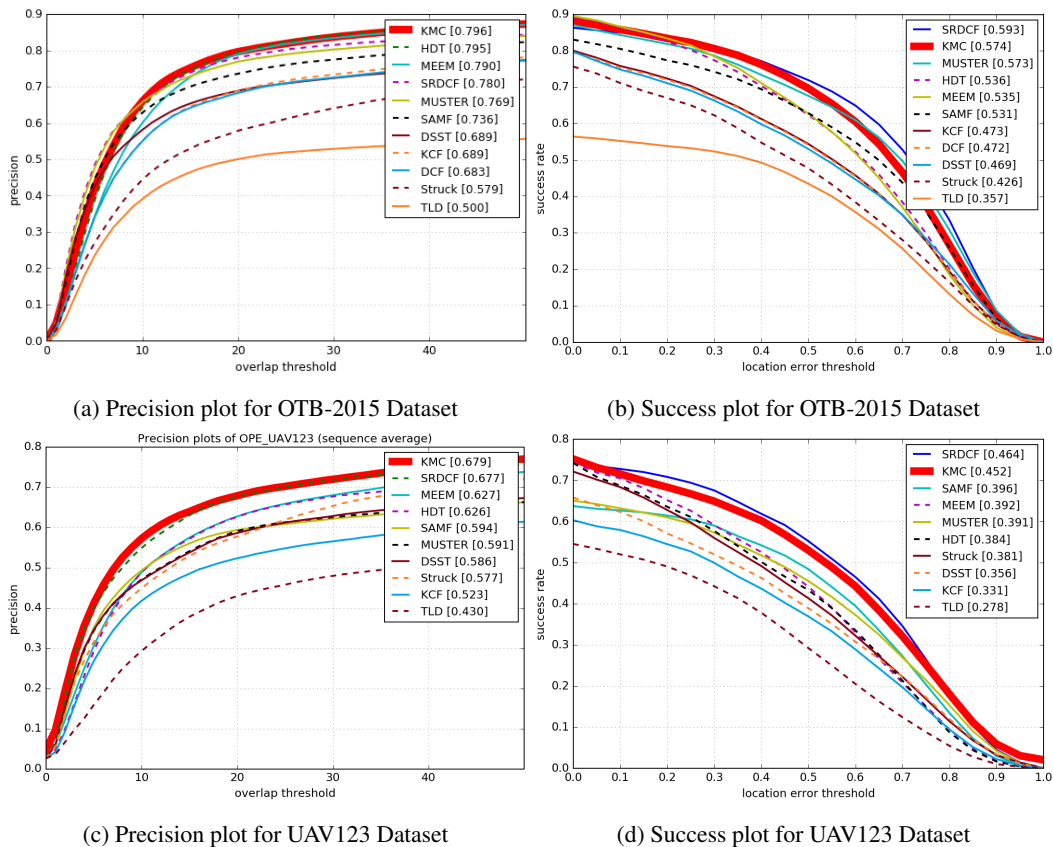 0.9
0.8
0.7
0.6
0.5
0.4
0.3
0.2
0.1
0.0
precision
0 10 20 30 40
overlap threshold
KMC [0.796]
HDT [0.795]
MEEM [0.790]
SRDCF [0.780]
MUSTER [0.769]
SAMF [0.736]
DSST [0.689]
KCF [0.689]
DCF [0.683]
Struck [0.579]
TLD [0.500]
(a) Precision plot for OTB-2015 Dataset
0.9
0.8
0.7
0.6
0.5
0.4
0.3
0.2
0.1
0.0
success rate
0.0 0.1 0.2 0.3 0.4 0.5 0.6 0.7 0.8 0.9 1.0
location error threshold
SRDCF [0.593]
KMC [0.574]
MUSTER [0.573]
HDT [0.536]
MEEM [0.535]
SAMF [0.531]
KCF [0.473]
DCF [0.472]
DSST [0.469]
Struck [0.426]
TLD [0.357]
(b) Success plot for OTB-2015 Dataset
Precision plots of OPE_UAV123 (sequence average)
0.8
0.7
0.6
0.5
0.4
0.3
0.2
0.1
0.0
precision
0 10 20 30 40
overlap threshold
KMC [0.679]
SRDCF [0.677]
MEEM [0.627]
HDT [0.626]
SAMF [0.594]
MUSTER [0.591]
DSST [0.586]
Struck [0.577]
KCF [0.523]
TLD [0.430]
(c) Precision plot for UAV123 Dataset
0.8
0.7
0.6
0.5
0.4
0.3
0.2
0.1
0.0
success rate
0.0 0.1 0.2 0.3 0.4 0.5 0.6 0.7 0.8 0.9 1.0
location error threshold
SRDCF [0.464]
KMC [0.452]
SAMF [0.396]
MEEM [0.392]
MUSTER [0.391]
HDT [0.384]
Struck [0.381]
DSST [0.356]
KCF [0.331]
TLD [0.278]
(d) Success plot for UAV123 Dataset